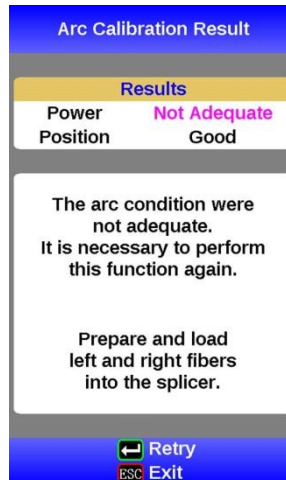 Arc Calibration Result
Results
Power Not Adequate
Position Good
The arc condition were
not adequate.
It is necessary to perform
this function again.
Prepare and load
left and right fibers
into the splicer.
Retry
ESC Exit